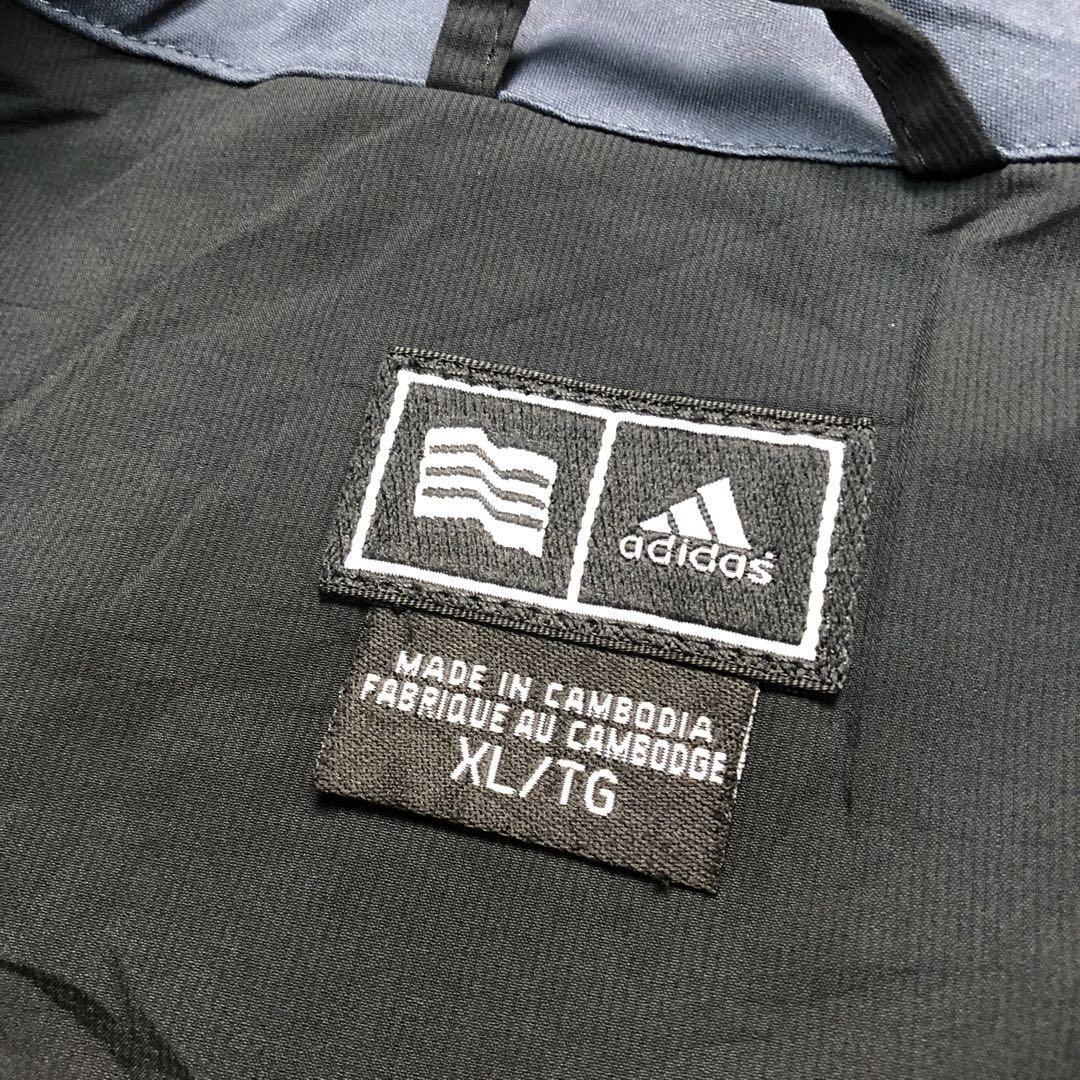 adidas
MADE IN CAMBODIA
FABRIQUE AU CAMBODGE
XL/TG